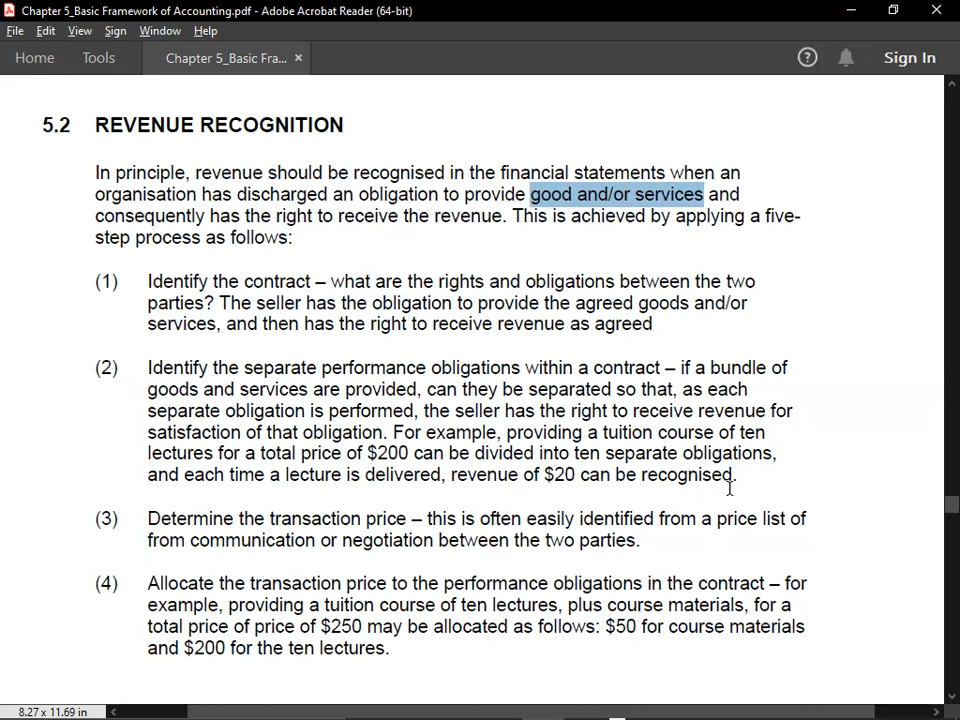 Chapter 5_Basic Framework of Accounting.pdf - Adobe Acrobat Reader (64-bit)
File Edit View Window Sign Help
Home Tools Chapter 5_Basic Fra... × ? Sign In
5.2 REVENUE RECOGNITION
In principle, revenue should be recognised in the financial statements when an
organisation has discharged an obligation to provide good and/or services and
consequently has the right to receive the revenue. This is achieved by applying a five-
step process as follows:
(1) Identify the contract – what are the rights and obligations between the two
parties? The seller has the obligation to provide the agreed goods and/or
services, and then has the right to receive revenue as agreed
(2) Identify the separate performance obligations within a contract – if a bundle of
goods and services are provided, can they be separated so that, as each
separate obligation is performed, the seller has the right to receive revenue for
satisfaction of that obligation. For example, providing a tuition course of ten
lectures for a total price of $200 can be divided into ten separate obligations,
and each time a lecture is delivered, revenue of $20 can be recognised.
(3) Determine the transaction price – this is often easily identified from a price list of
from communication or negotiation between the two parties.
(4) Allocate the transaction price to the performance obligations in the contract – for
example, providing a tuition course of ten lectures, plus course materials, for a
total price of price of $250 may be allocated as follows: $50 for course materials
and $200 for the ten lectures.
8.27 x 11.69 in